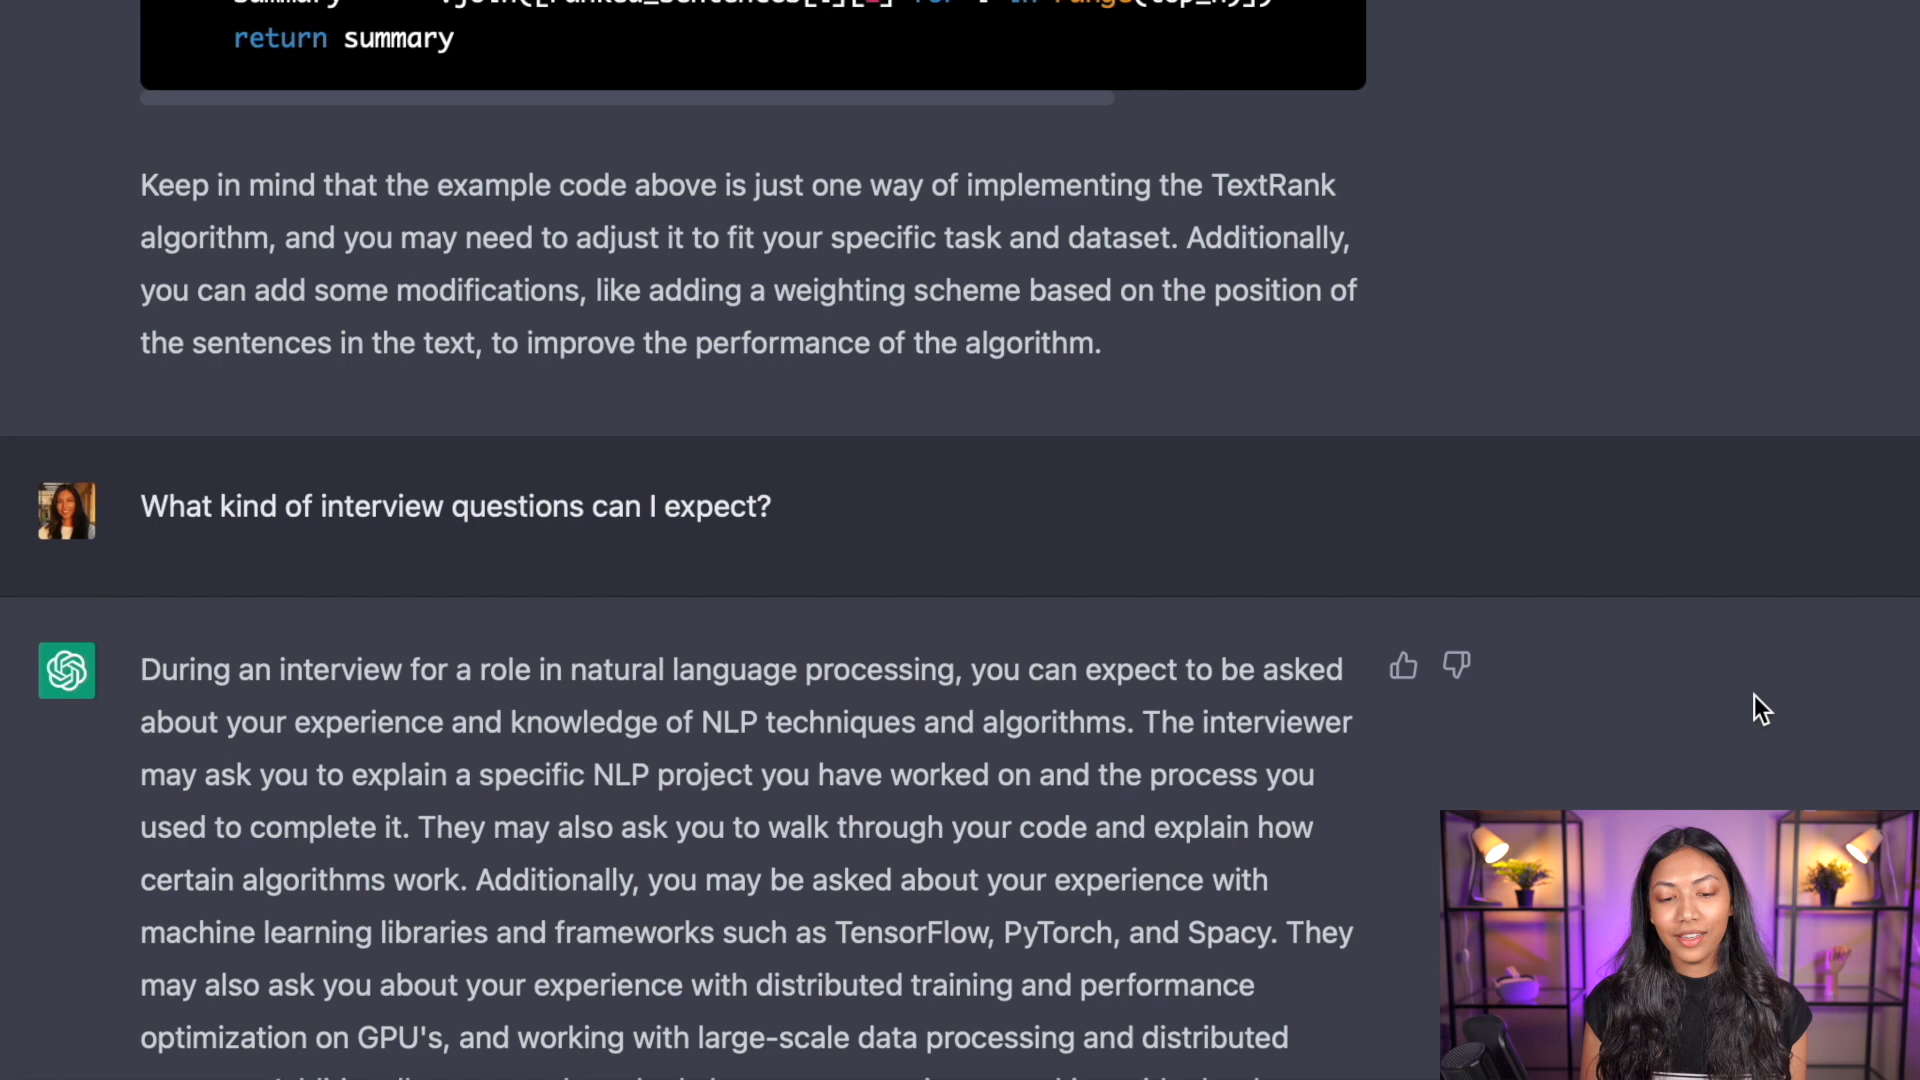 return summary
Keep in mind that the example code above is just one way of implementing the TextRank
algorithm, and you may need to adjust it to fit your specific task and dataset. Additionally,
you can add some modifications, like adding a weighting scheme based on the position of
the sentences in the text, to improve the performance of the algorithm.
What kind of interview questions can I expect?
During an interview for a role in natural language processing, you can expect to be asked
about your experience and knowledge of NLP techniques and algorithms. The interviewer
may ask you to explain a specific NLP project you have worked on and the process you
used to complete it. They may also ask you to walk through your code and explain how
certain algorithms work. Additionally, you may be asked about your experience with
machine learning libraries and frameworks such as TensorFlow, PyTorch, and Spacy. They
may also ask you about your experience with distributed training and performance
optimization on GPU's, and working with large-scale data processing and distributed